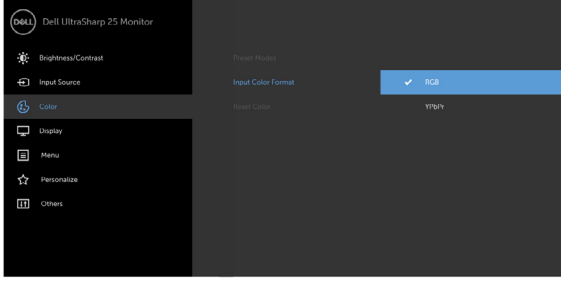 DELL Dell UltraSharp 25 Monitor
Brightness/Contrast Preset Modes
Input Source Input Color Format RGB
Color Reset Color YPbPr
Display
Menu
Personalize
Others